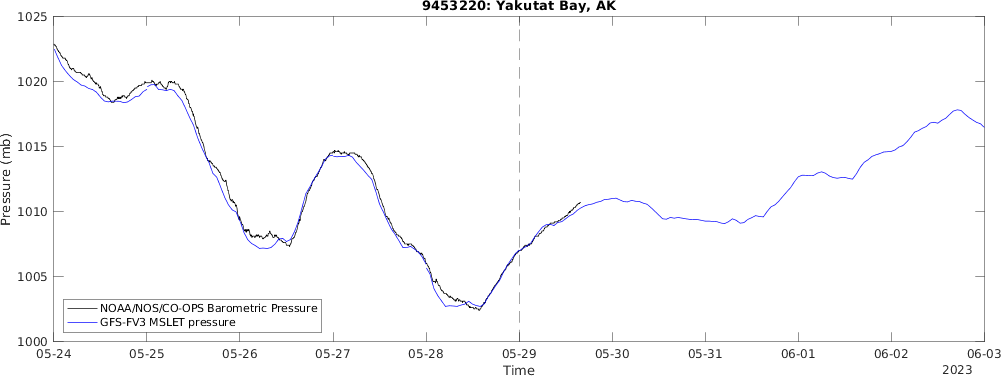 9453220: Yakutat Bay, AK
1025
1020
1015
1010
1005
1000
Pressure (mb)
NOAA/NOS/CO-OPS Barometric Pressure
GFS-FV3 MSLET pressure
05-24 05-25 05-26 05-27 05-28 05-29 05-30 05-31 06-01 06-02 06-03
Time
2023